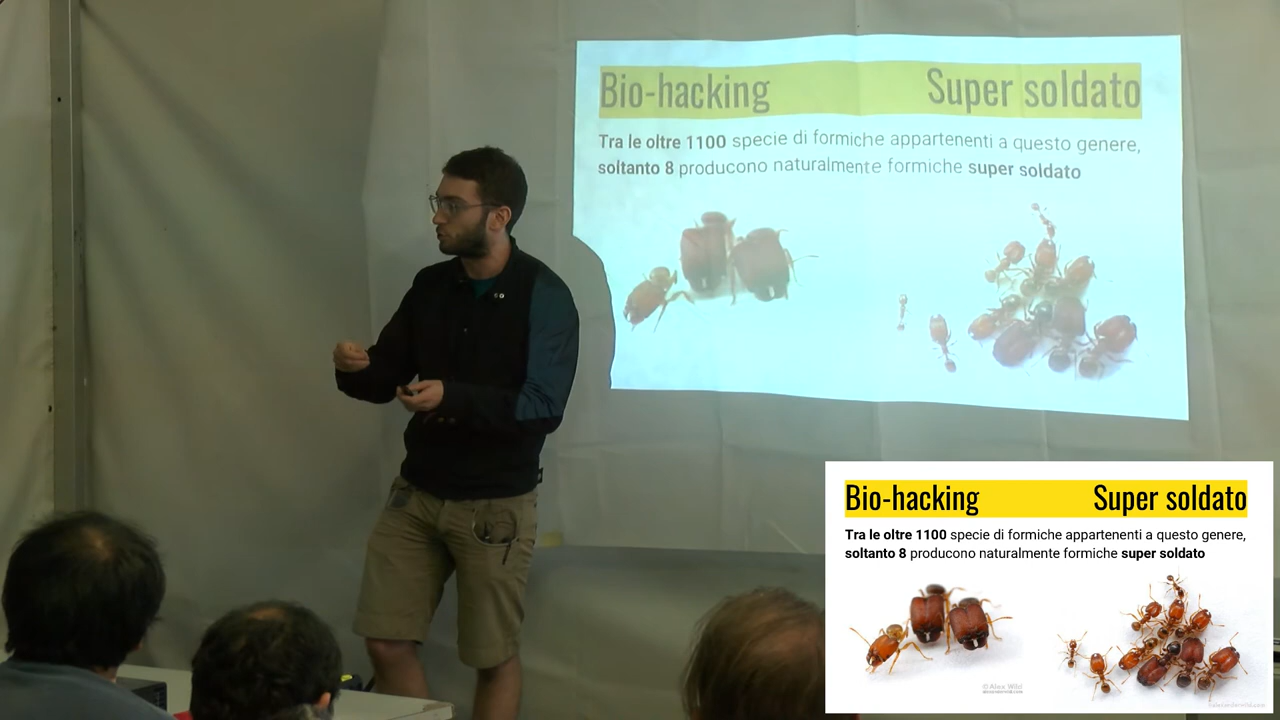 Bio-hacking Super soldato
Tra le oltre 1100 specie di formiche appartenenti a questo genere,
soltanto 8 producono naturalmente formiche super soldato
Bio-hacking Super soldato
Tra le oltre 1100 specie di formiche appartenenti a questo genere,
soltanto 8 producono naturalmente formiche super soldato
©Alex Wild